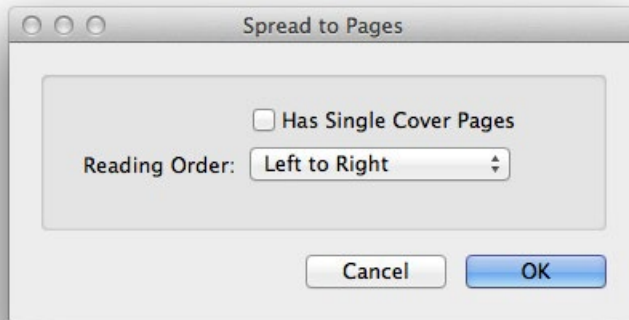 Spread to Pages
Has Single Cover Pages
Reading Order: Left to Right
Cancel OK